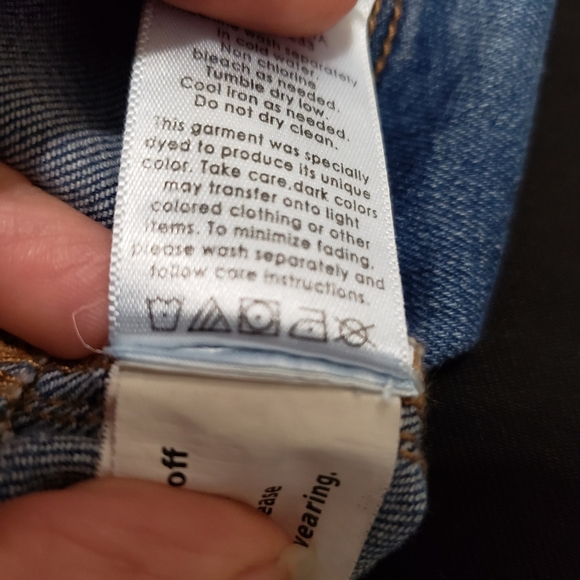 wash separately
in cold water.
Non chlorine
bleach as needed.
Tumble dry low.
Cool iron as needed.
Do not dry clean.
This garment was specially
dyed to produce its unique
color. Take care,dark colors
may transfer onto light
colored clothing or other
items. To minimize fading,
please wash separately and
follow care instructions.
off
ease
wearing.